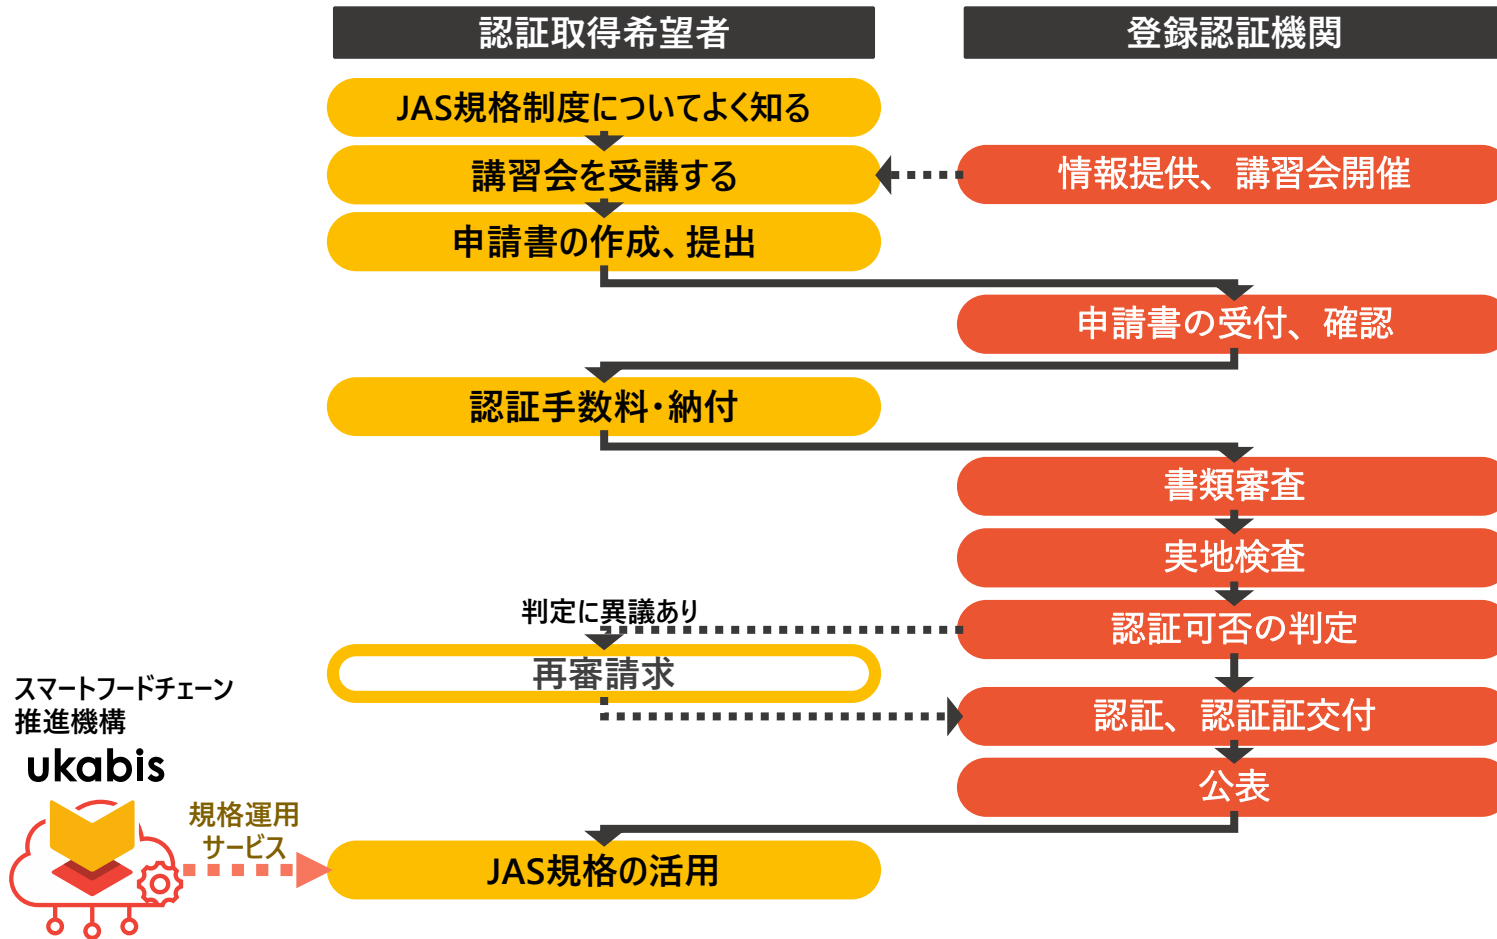 認証取得希望者
登録認証機関
JAS規格制度についてよく知る
講習会を受講する
情報提供、講習会開催
申請書の作成、提出
申請書の受付、確認
認証手数料・納付
書類審査
実地検査
認証可否の判定
判定に異議あり
再審請求
認証、認証証交付
公表
スマートフードチェーン
推進機構
ukabis
規格運用
サービス
JAS規格の活用